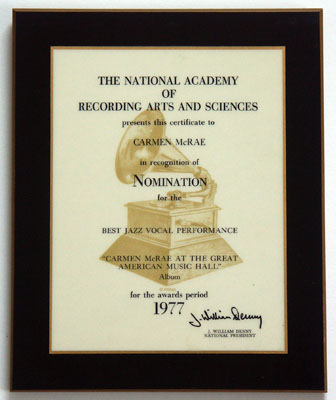 THE NATIONAL ACADEMY
OF
RECORDING ARTS AND SCIENCES
presents this certificate to
CARMEN McRAE
in recognition of
NOMINATION
for the
BEST JAZZ VOCAL PERFORMANCE
"CARMEN McRAE AT THE GREAT
AMERICAN MUSIC HALL"
Album
for the awards period
1977
J. William Denny
J. WILLIAM DENNY
NATIONAL PRESIDENT